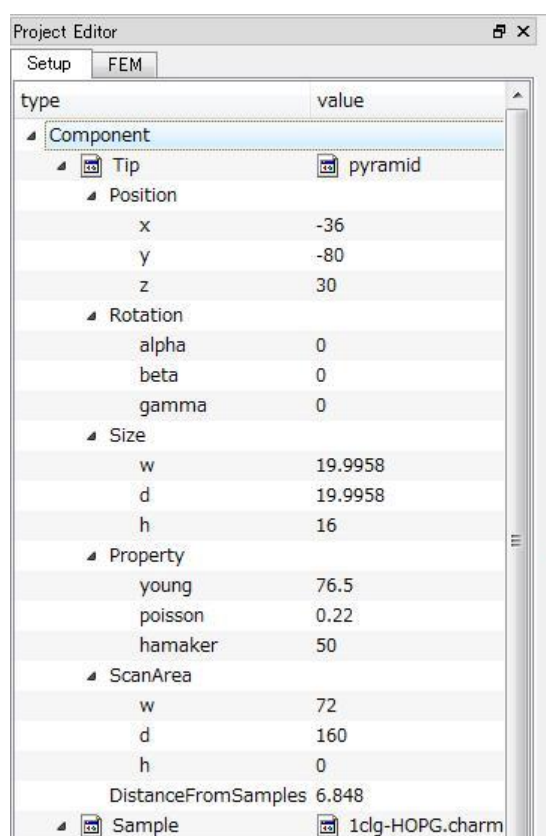 Project Editor
Setup FEM
type value
Component
Tip pyramid
Position
x -36
y -80
z 30
Rotation
alpha 0
beta 0
gamma 0
Size
w 19.9958
d 19.9958
h 16
Property
young 76.5
poisson 0.22
hamaker 50
ScanArea
w 72
d 160
h 0
DistanceFromSamples 6.848
Sample 1clg-HOPG.charm